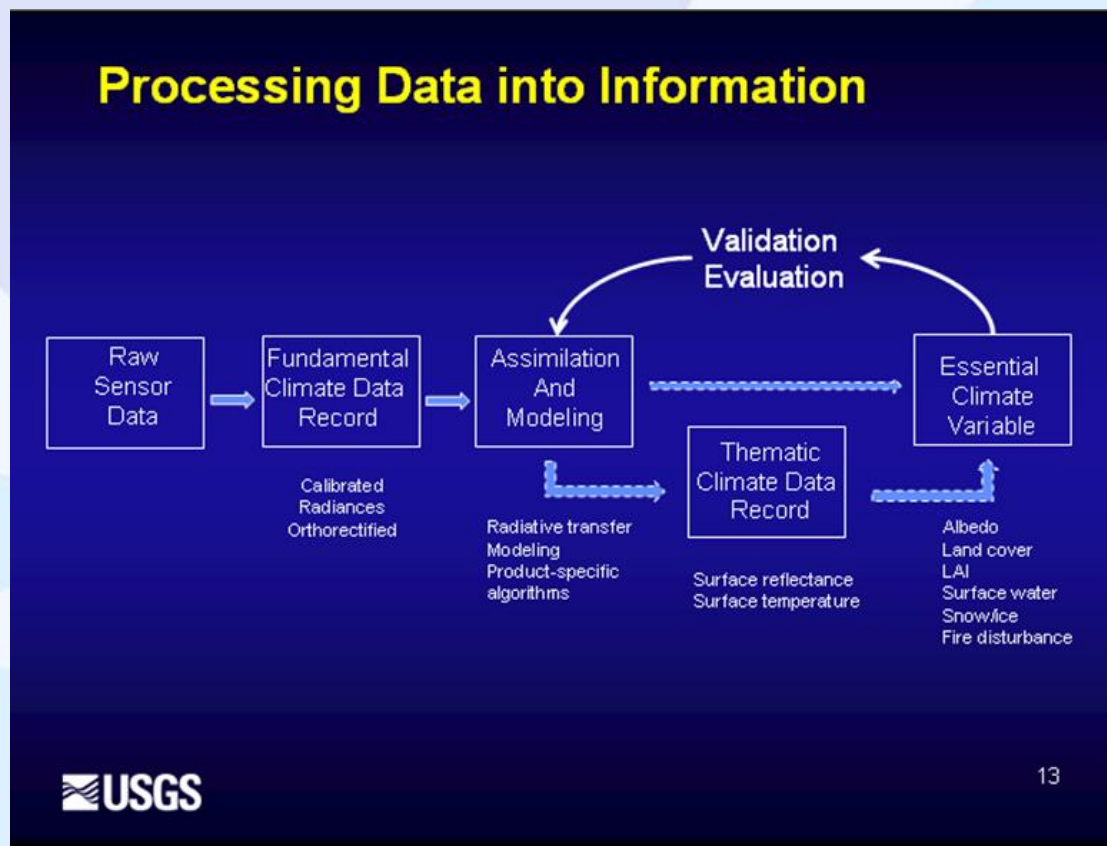 Processing Data into Information
Validation
Evaluation
Raw
Sensor
Data
Fundamental
Climate Data
Record
Assimilation
And
Modeling
Essential
Climate
Variable
Thematic
Climate Data
Record
Calibrated
Radiances
Orthorectified
Radiative transfer
Modeling
Product-specific
algorithms
Surface reflectance
Surface temperature
Albedo
Land cover
LAI
Surface water
Snow/ice
Fire disturbance
USGS
13